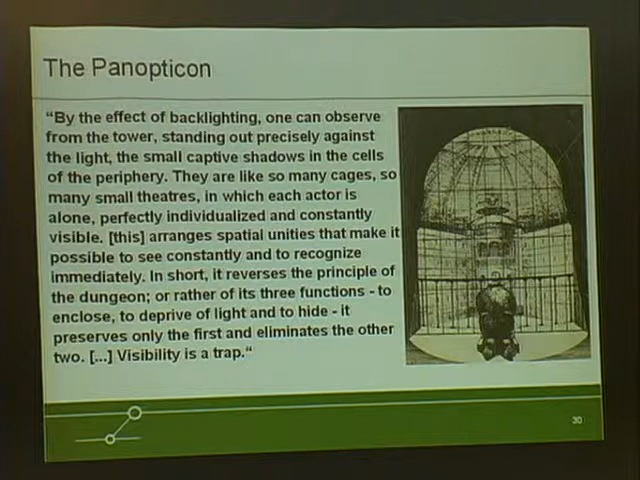 The Panopticon
“By the effect of backlighting, one can observe
from the tower, standing out precisely against
the light, the small captive shadows in the cells
of the periphery. They are like so many cages, so
many small theatres, in which each actor is
alone, perfectly individualized and constantly
visible. [this] arranges spatial unities that make it
possible to see constantly and to recognize
immediately. In short, it reverses the principle of
the dungeon; or rather of its three functions - to
enclose, to deprive of light and to hide - it
preserves only the first and eliminates the other
two. [...] Visibility is a trap.“
30